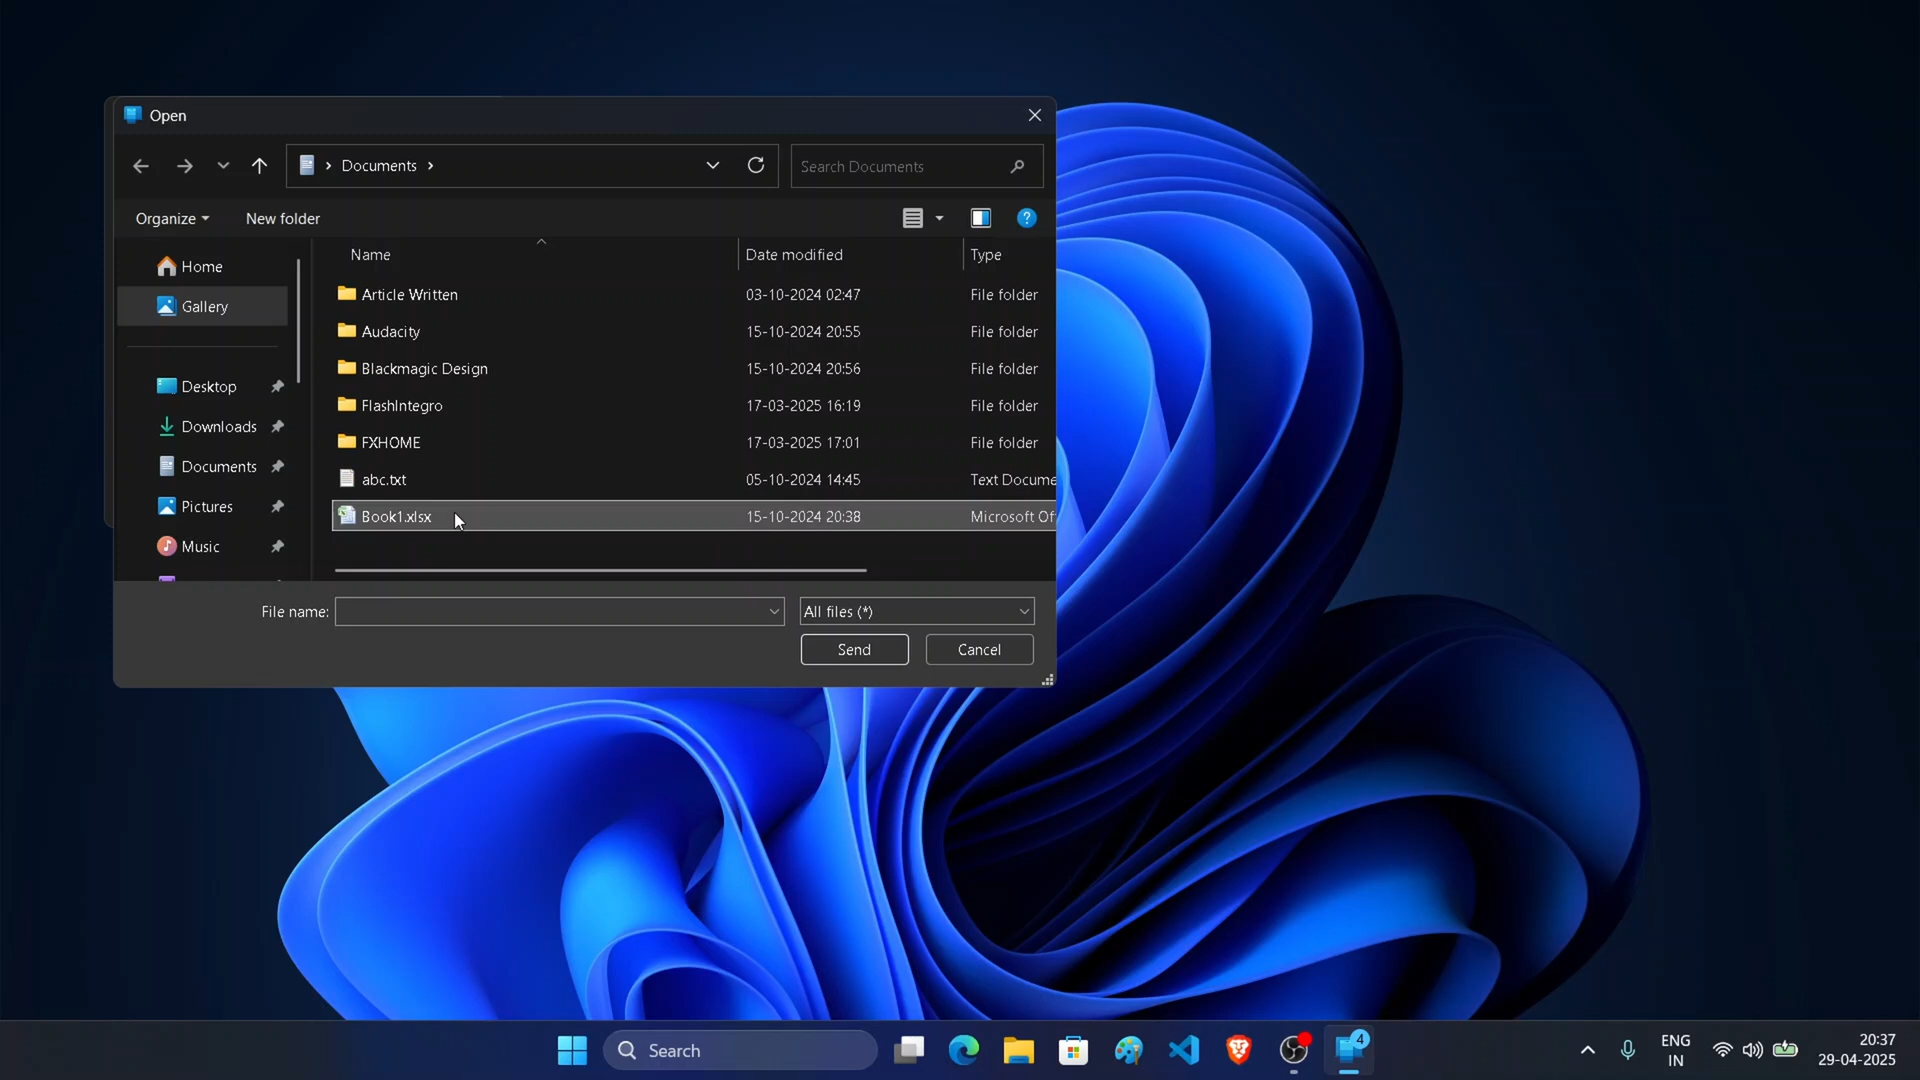 Open
Documents
Search Documents
Organize
New folder
Name
Date modified
Type
Home
Gallery
Desktop
Downloads
Documents
Pictures
Music
Article Written 03-10-2024 02:47 File folder
Audacity 15-10-2024 20:55 File folder
Blackmagic Design 15-10-2024 20:56 File folder
FlashIntegro 17-03-2025 16:19 File folder
FXHOME 17-03-2025 17:01 File folder
abc.txt 05-10-2024 14:45 Text Docume
Book1.xlsx 15-10-2024 20:38 Microsoft Of
File name:
All files (*)
Send
Cancel
Search
4
ENG
IN
20:37
29-04-2025